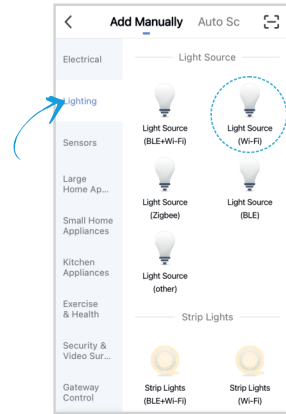 Add Manually Auto Sc
Electrical
Lighting
Sensors
Large
Home Ap...
Small Home
Appliances
Kitchen
Appliances
Exercise
& Health
Security &
Video Sur...
Gateway
Control
Light Source
Light Source
(BLE+Wi-Fi)
Light Source
(Wi-Fi)
Light Source
(Zigbee)
Light Source
(BLE)
Light Source
(other)
Strip Lights
Strip Lights
(BLE+Wi-Fi)
Strip Lights
(Wi-Fi)